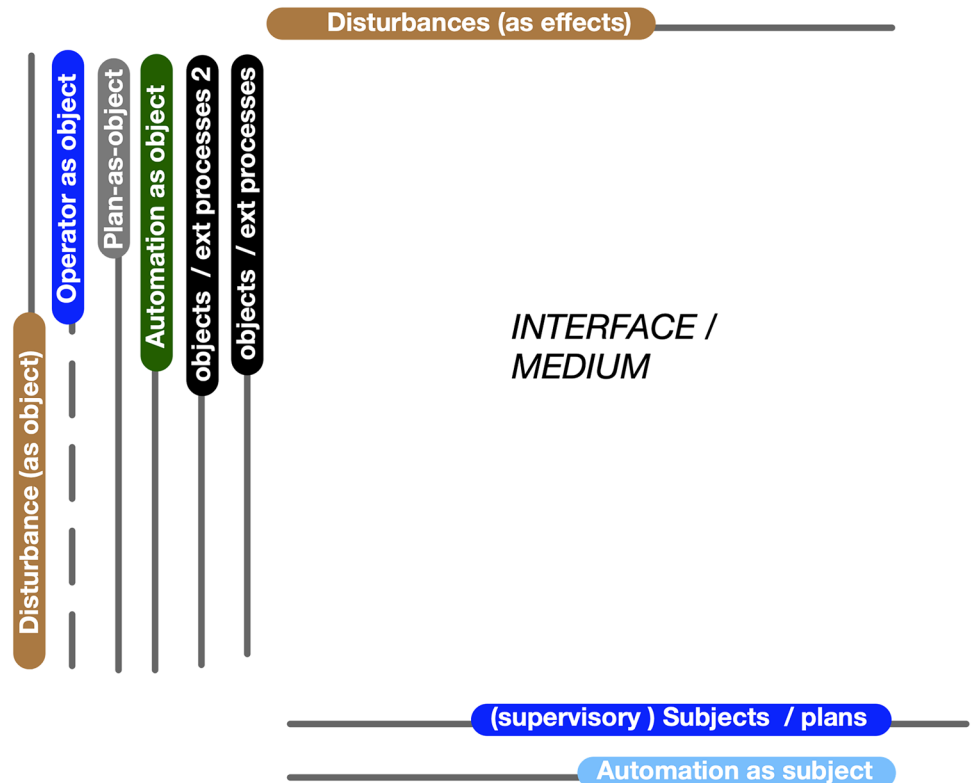 Disturbances (as effects)
Disturbance (as object)
Operator as object
Plan-as-object
Automation as object
objects / ext processes 2
objects / ext processes
INTERFACE /
MEDIUM
(supervisory ) Subjects / plans
Automation as subject